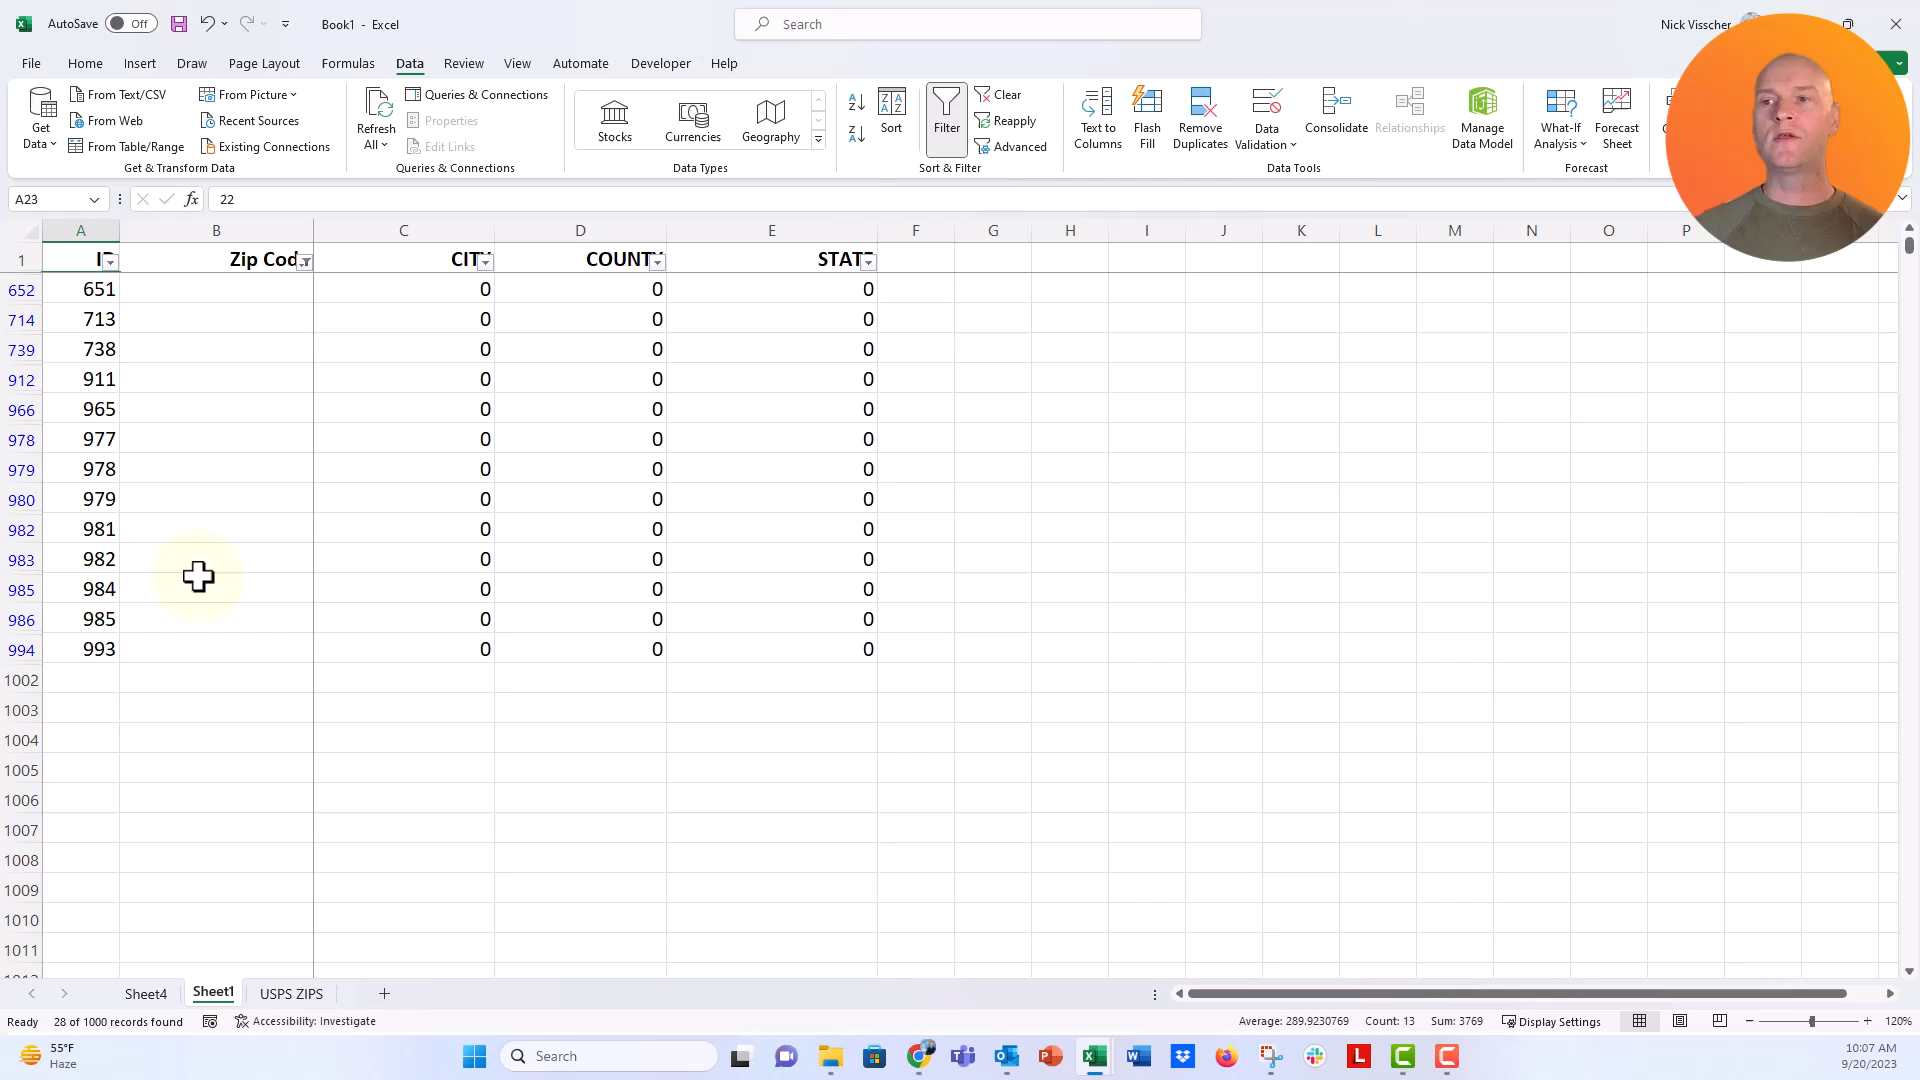 AutoSave Off Book1 - Excel Search Nick Visscher
File Home Insert Draw Page Layout Formulas Data Review View Automate Developer Help
Get Data From Text/CSV From Web From Table/Range From Picture Recent Sources Existing Connections
Get & Transform Data
Refresh All Queries & Connections Properties Edit Links
Queries & Connections
Stocks Currencies Geography
Data Types
Sort Filter Clear Reapply Advanced
Sort & Filter
Text to Columns Flash Fill Remove Duplicates Data Validation Consolidate Relationships Manage Data Model
Data Tools
What-If Analysis Forecast Sheet
Forecast
A23 fx 22
A B C D E F G H I J K L M N O P
1 Zip Cod CIT COUNT STAT
652 651 0 0 0
714 713 0 0 0
739 738 0 0 0
912 911 0 0 0
966 965 0 0 0
978 977 0 0 0
979 978 0 0 0
980 979 0 0 0
982 981 0 0 0
983 982 0 0 0
985 984 0 0 0
986 985 0 0 0
994 993 0 0 0
1002
1003
1004
1005
1006
1007
1008
1009
1010
1011
Sheet4 Sheet1 USPS ZIPS
Ready 28 of 1000 records found Accessibility: Investigate Average: 289.9230769 Count: 13 Sum: 3769 Display Settings 120%
55°F
Haze
Search
10:07 AM
9/20/2023